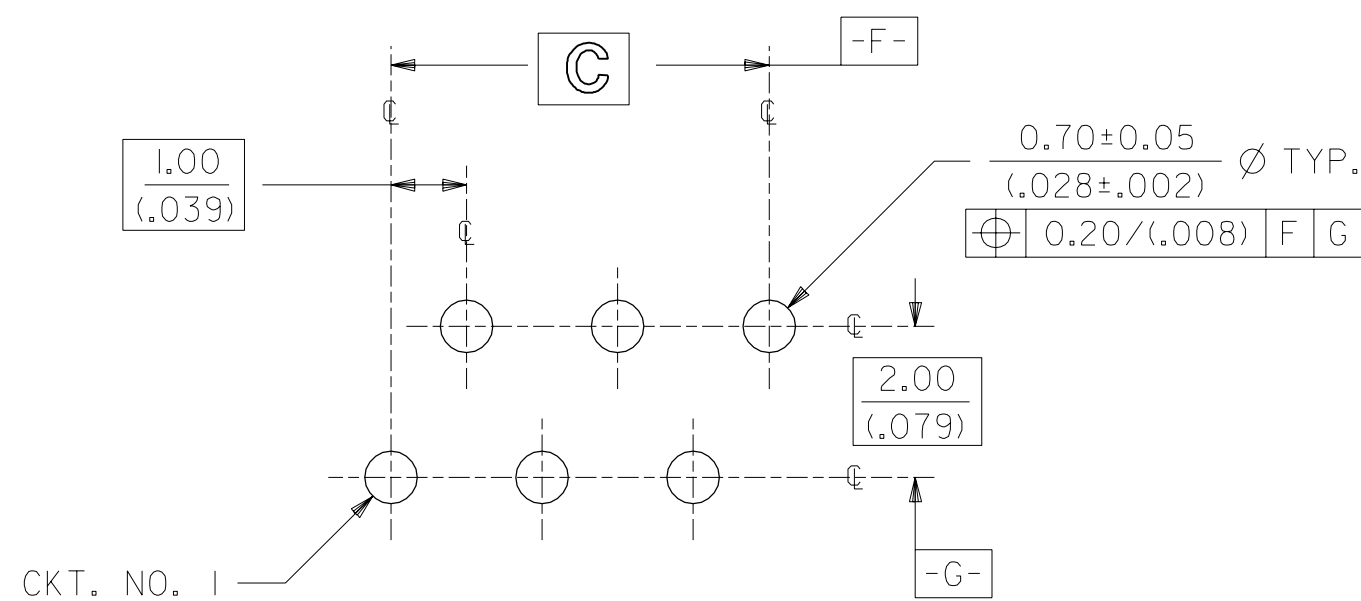 -F-
C
℄
℄
1.00
(.039)
0.70±0.05
(.028±.002)
Ø TYP.
⌖ 0.20/(.008) F G
℄
℄
2.00
(.079)
℄
CKT. NO. 1
-G-